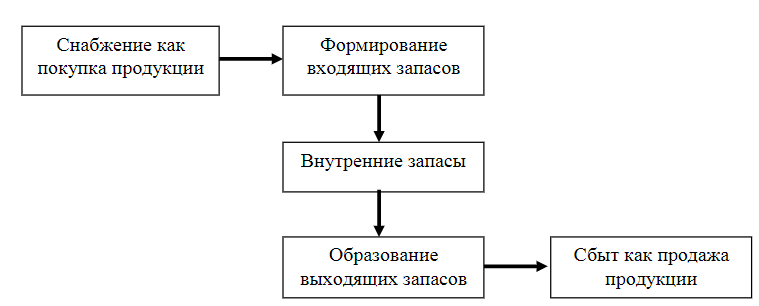 Снабжение как
покупка продукции
Формирование
входящих запасов
Внутренние запасы
Образование
выходящих запасов
Сбыт как продажа
продукции